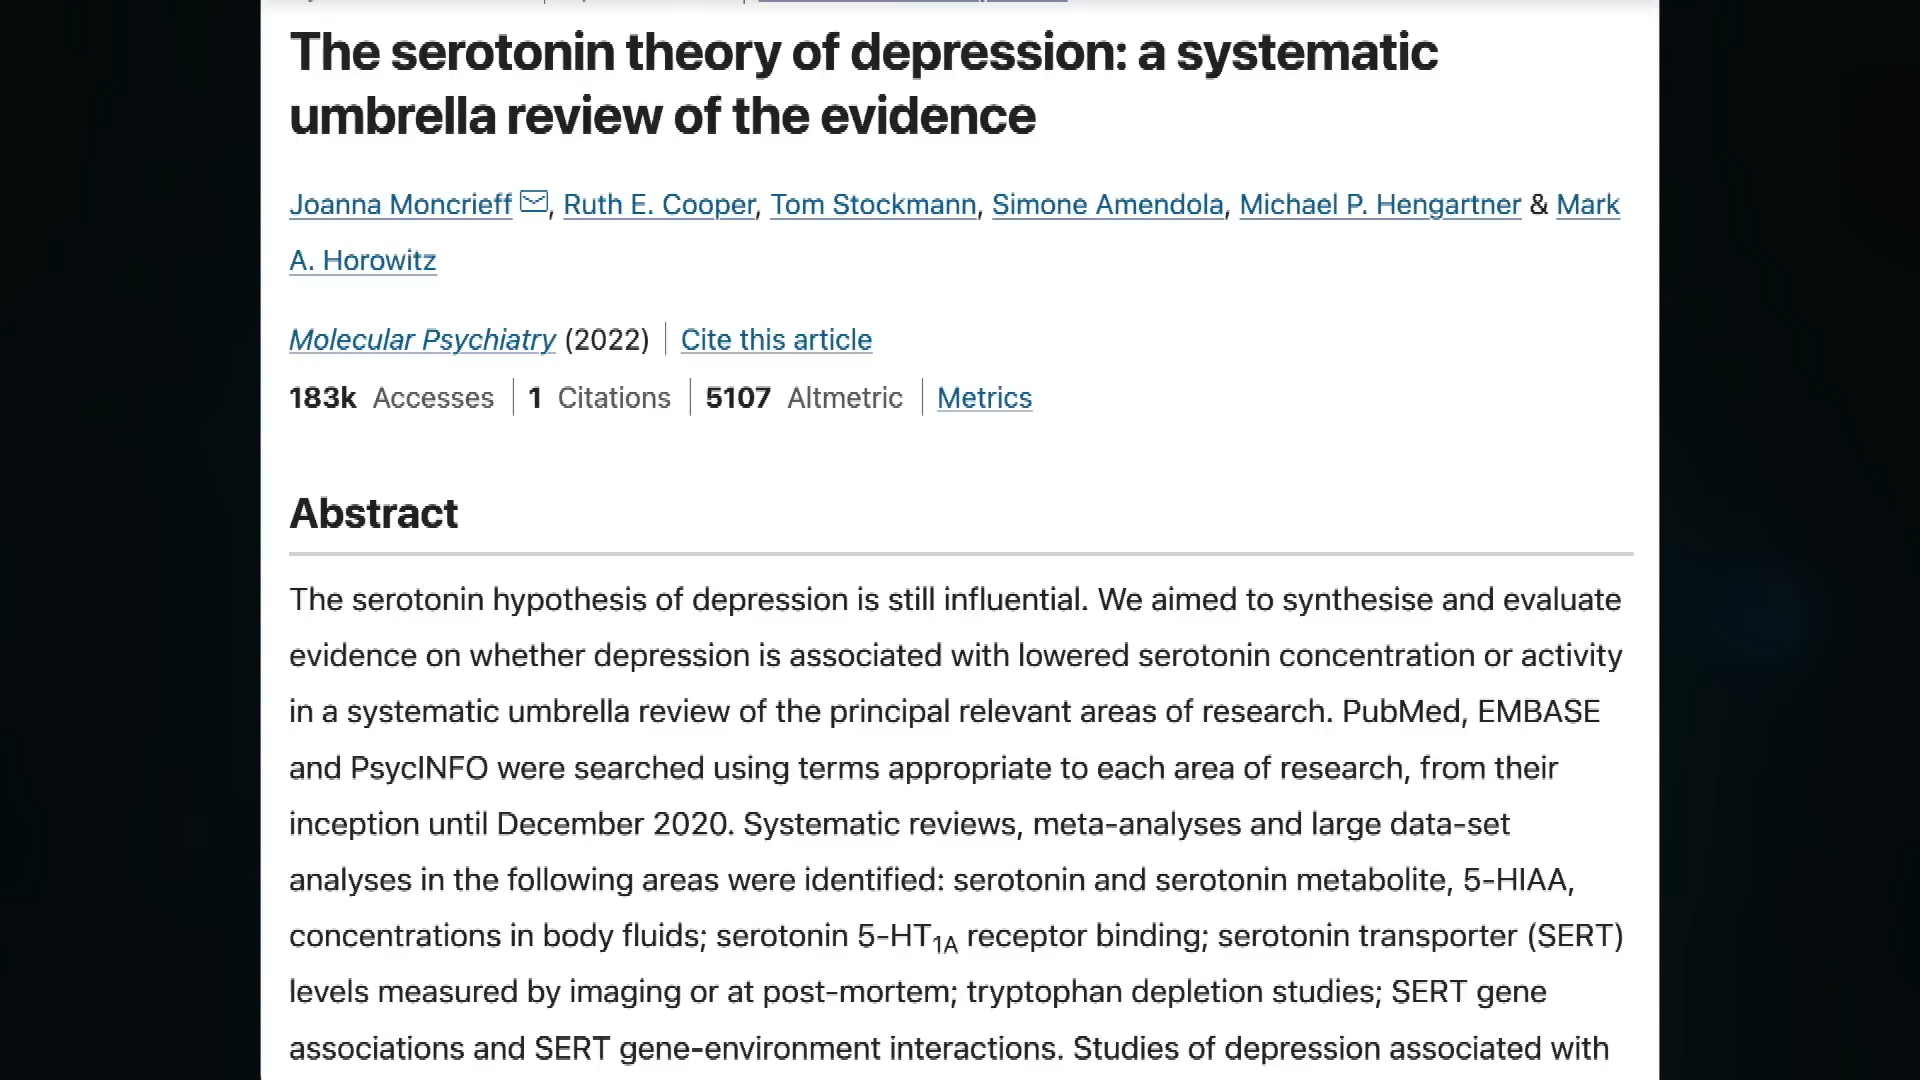 The serotonin theory of depression: a systematic
umbrella review of the evidence
Joanna Moncrieff, Ruth E. Cooper, Tom Stockmann, Simone Amendola, Michael P. Hengartner & Mark
A. Horowitz
Molecular Psychiatry (2022) | Cite this article
183k Accesses | 1 Citations | 5107 Altmetric | Metrics
Abstract
The serotonin hypothesis of depression is still influential. We aimed to synthesise and evaluate
evidence on whether depression is associated with lowered serotonin concentration or activity
in a systematic umbrella review of the principal relevant areas of research. PubMed, EMBASE
and PsycINFO were searched using terms appropriate to each area of research, from their
inception until December 2020. Systematic reviews, meta-analyses and large data-set
analyses in the following areas were identified: serotonin and serotonin metabolite, 5-HIAA,
concentrations in body fluids; serotonin 5-HT1A receptor binding; serotonin transporter (SERT)
levels measured by imaging or at post-mortem; tryptophan depletion studies; SERT gene
associations and SERT gene-environment interactions. Studies of depression associated with